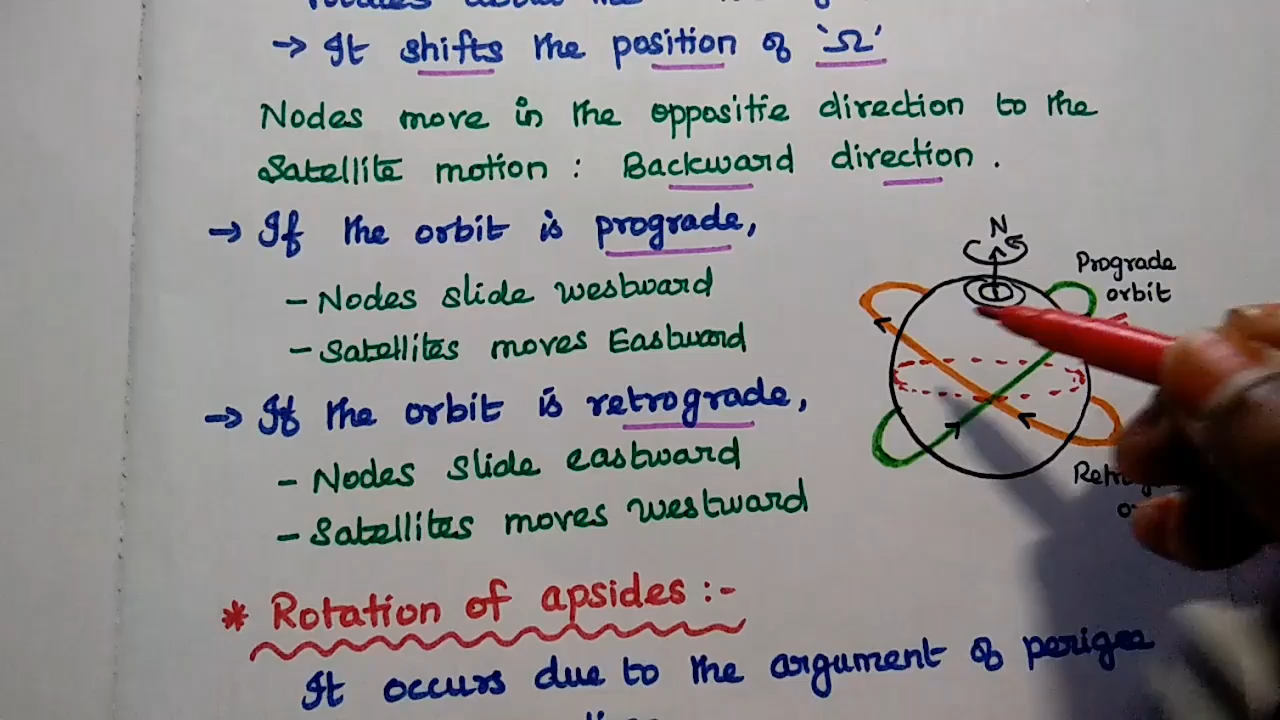 → It shifts the position of 'Ω'
Nodes move in the oppositie direction to the
Satellite motion : Backward direction.
→ If the orbit is prograde,
- Nodes slide westward
- Satellites moves Eastward
→ If the orbit is retrograde,
- Nodes slide eastward
- Satellites moves westward
N
Prograde
orbit
* Rotation of apsides :-
It occurs due to the argument of perigee